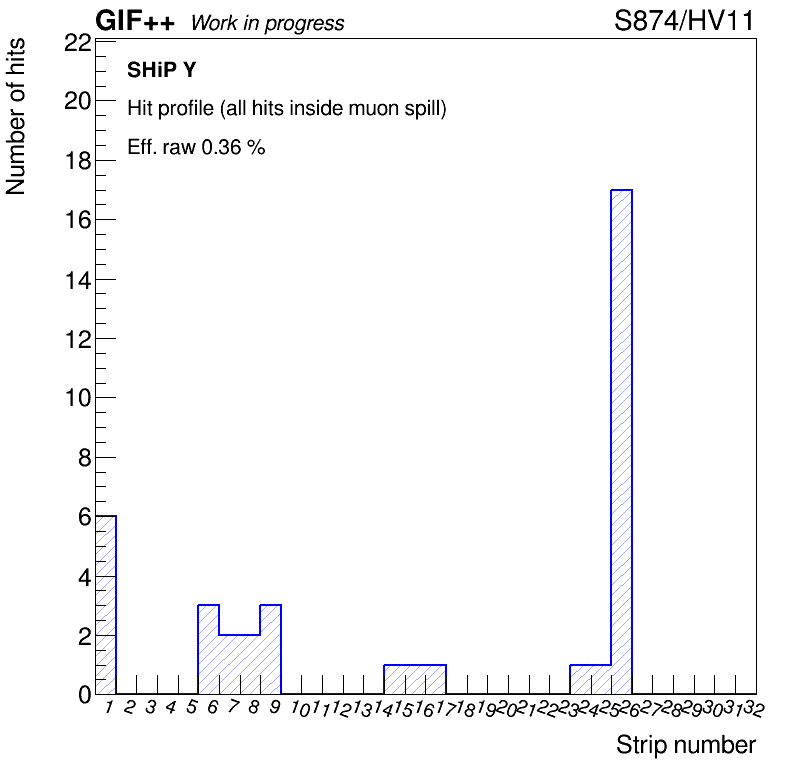 GIF++ Work in progress S874/HV11
Number of hits
SHiP Y
Hit profile (all hits inside muon spill)
Eff. raw 0.36 %
22
20
18
16
14
12
10
8
6
4
2
0
1 2 3 4 5 6 7 8 9 10 11 12 13 14 15 16 17 18 19 20 21 22 23 24 25 26 27 28 29 30 31 32
Strip number